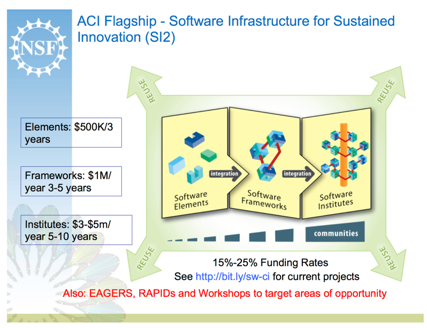 NSF
ACI Flagship - Software Infrastructure for Sustained
Innovation (SI2)
REUSE
REUSE
Elements: $500K/3
years
Frameworks: $1M/
year 3-5 years
Institutes: $3-$5m/
year 5-10 years
integration
integration
Software
Elements
Software
Frameworks
Software
Institutes
communities
REUSE
REUSE
15%-25% Funding Rates
See http://bit.ly/sw-ci for current projects
Also: EAGERS, RAPIDs and Workshops to target areas of opportunity